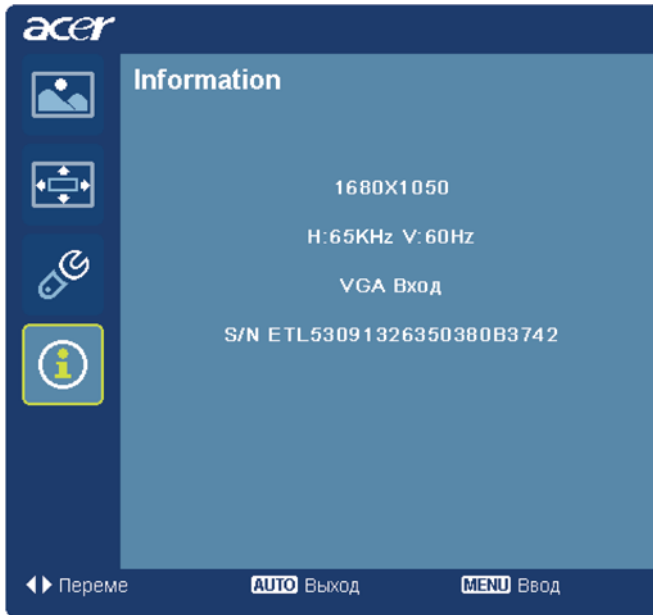 acer
Information
1680X1050
H:65KHz V:60Hz
VGA Вход
S/N ETL53091326350380B3742
Переме
AUTO Выход
MENU Ввод